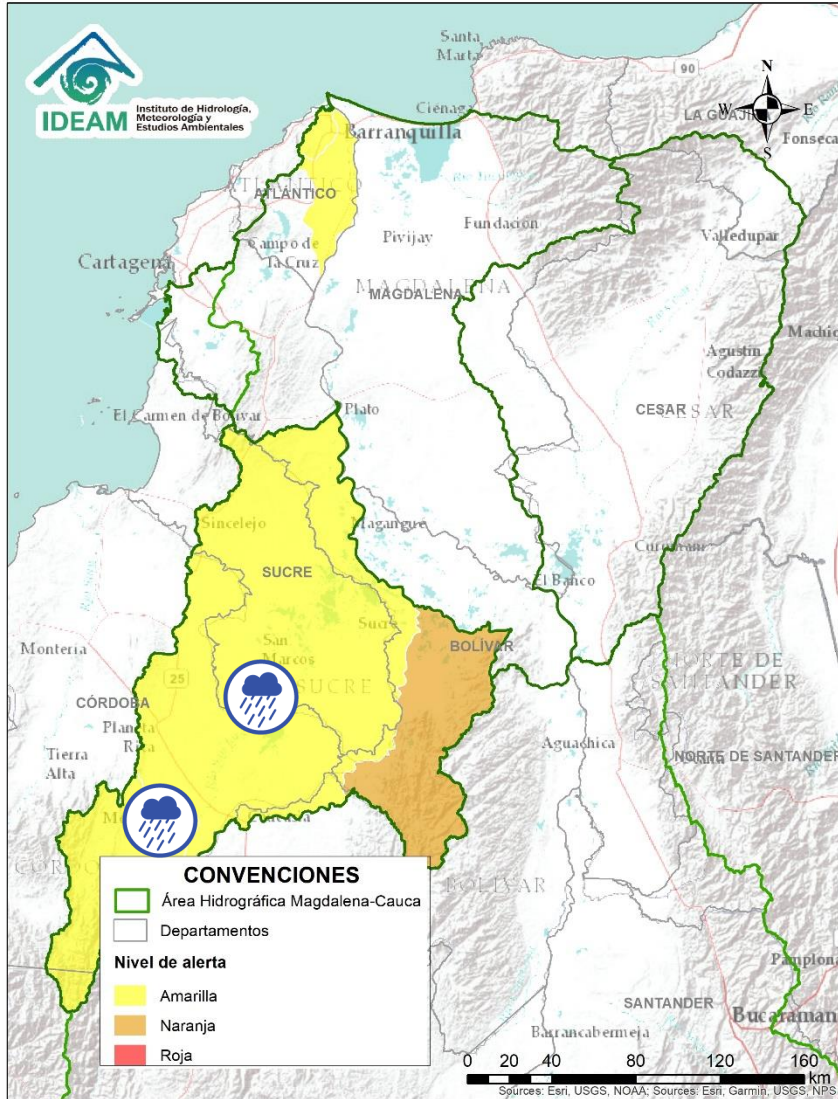 Santa
Marta
90
N
W
E
S
IDEAM
Instituto de Hidrología,
Meteorología y
Estudios Ambientales
Ciénaga
LA GUAJIRA
Fonseca
Barranquilla
ATLÁNTICO
Campo de
la Cruz
Pivijay
Fundación
Valledupar
Cartagena
MAGDALENA
MAGDALENA
Agustín
Codazzi
El Carmen de Bolívar
Plato
CESAR
CESAR
Sincelejo
Magangue
Curumani
SUCRE
El Banco
Sucre
Montería
San
Marcos
BOLÍVAR
NORTE DE
SANTANDER
25
SUCRE
CÓRDOBA
Planeta
Rica
Aguachica
NORTE DE SANTANDER
Tierra
Alta
BOLÍVAR
CONVENCIONES
Área Hidrográfica Magdalena-Cauca
Departamentos
Nivel de alerta
Amarilla
Naranja
Roja
Pamplona
SANTANDER
Bucaraman
Barrancabermeja
0 20 40 80 120 160
Km
Sources: Esri, USGS, NOAA; Sources: Esri, Garmin, USGS, NPS